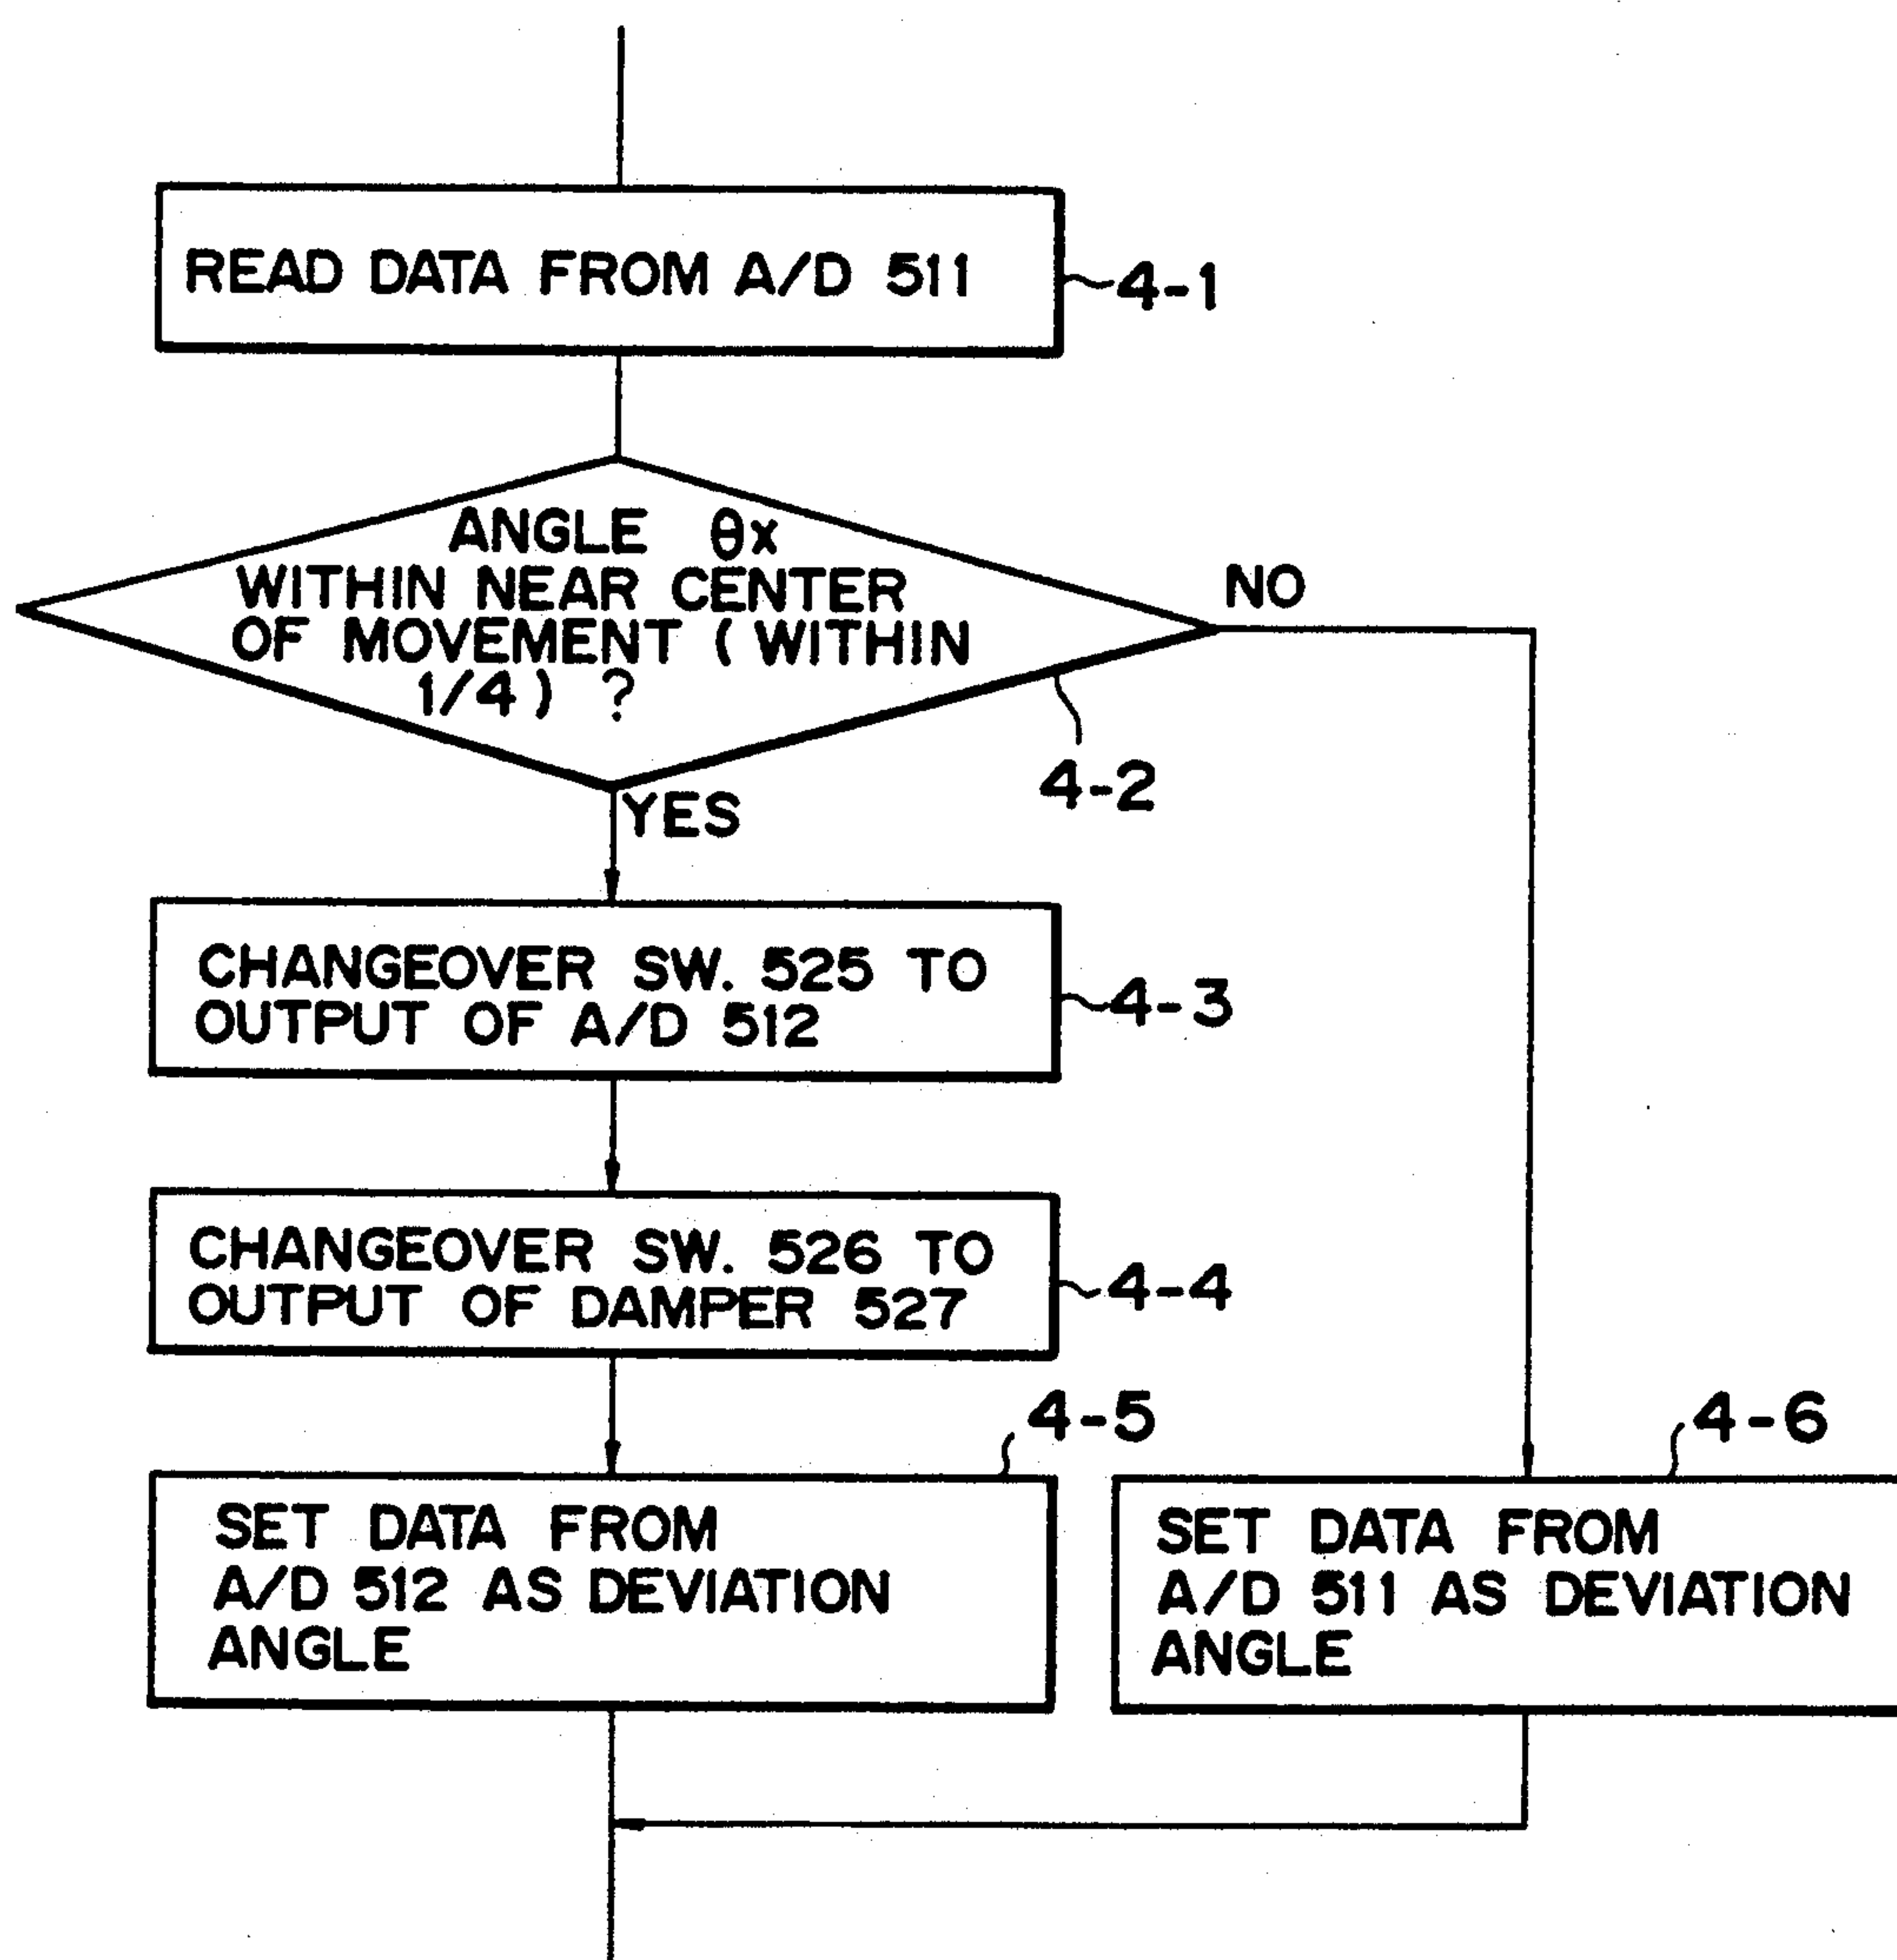 READ DATA FROM A/D 511
4-1
ANGLE θx
WITHIN NEAR CENTER
OF MOVEMENT (WITHIN
1/4) ?
NO
4-2
YES
CHANGEOVER SW. 525 TO
OUTPUT OF A/D 512
4-3
CHANGEOVER SW. 526 TO
OUTPUT OF DAMPER 527
4-4
4-5
SET DATA FROM
A/D 512 AS DEVIATION
ANGLE
4-6
SET DATA FROM
A/D 511 AS DEVIATION
ANGLE